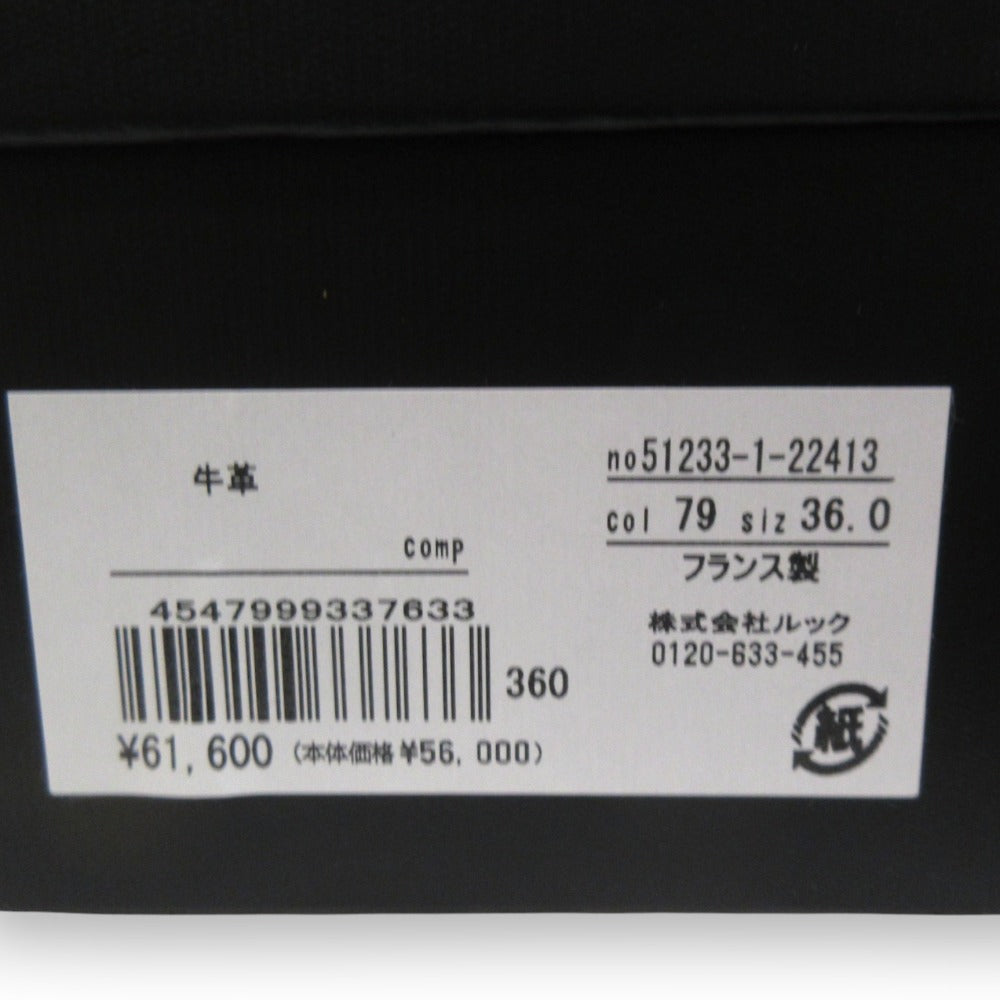 牛革
comp
4547999337633
360
¥61,600 (本体価格 ¥56,000)
no51233-1-22413
col 79 siz 36.0
フランス製
株式会社ルック
0120-633-455
紙